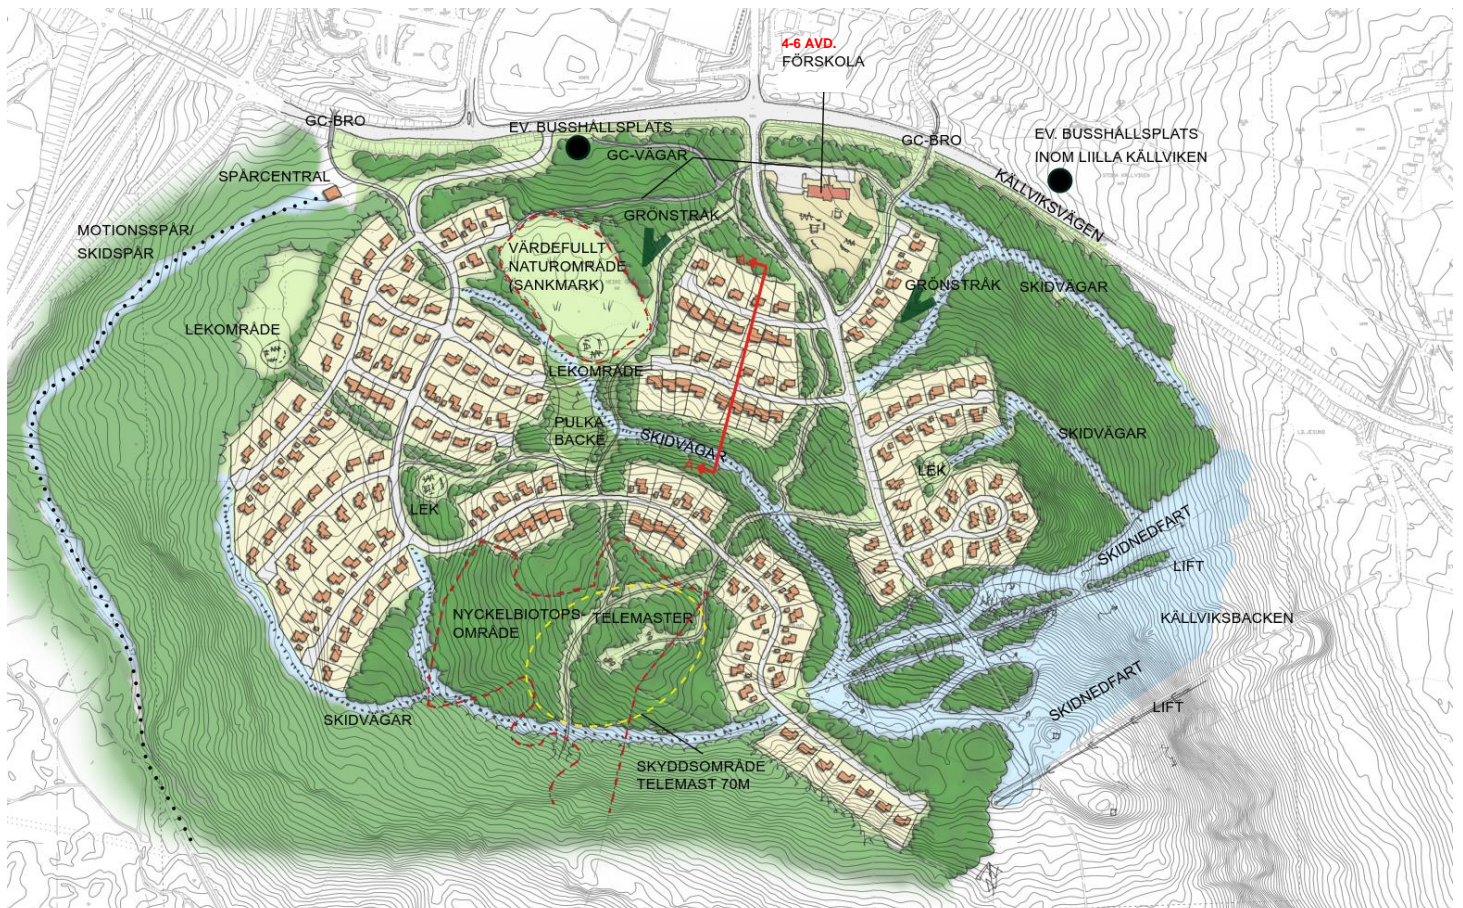 4-6 AVD.
FÖRSKOLA
GC-BRO
EV. BUSSHÅLLSPLATS
GC-VÄGAR
GC-BRO
EV. BUSSHÅLLSPLATS
INOM LIILLA KÄLLVIKEN
SPÅRCENTRAL
KÄLLVIKSVÄGEN
MOTIONSSPÅR/
SKIDSPÅR
GRÖNSTRÅK
VÄRDEFULLT
NATUROMRÅDE
(SANKMARK)
A
GRÖNSTRÅK
SKIDVÄGAR
LEKOMRÅDE
LEKOMRÅDE
PULKA
BACKE
SKIDVÄGAR
SKIDVÄGAR
A
LEK
LEK
SKIDNEDFART
LIFT
NYCKELBIOTOPS-
OMRÅDE
TELEMASTER
KÄLLVIKSBACKEN
SKIDNEDFART
LIFT
SKIDVÄGAR
SKYDDSOMRÅDE
TELEMAST 70M